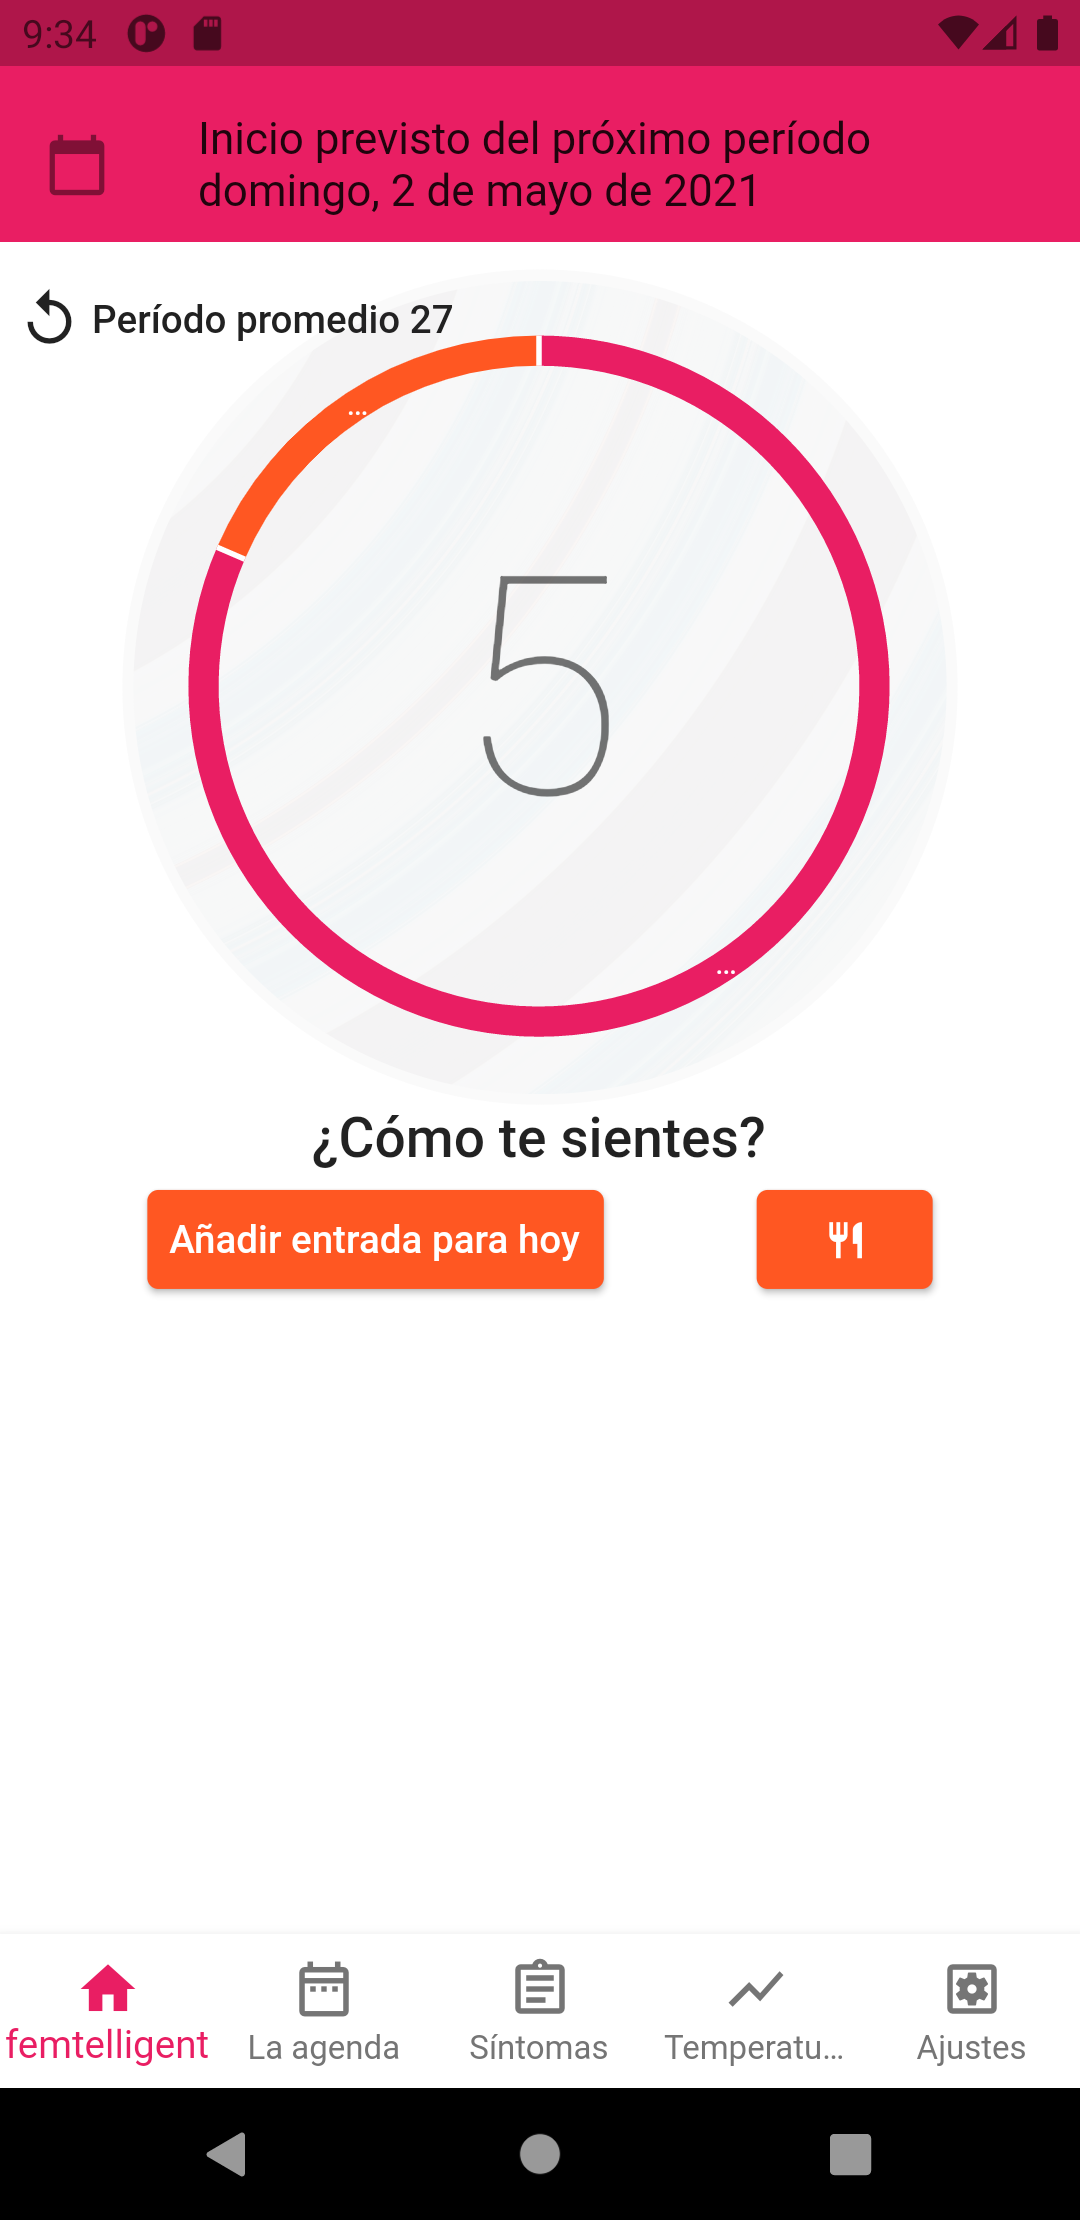 9:34
Inicio previsto del próximo período
domingo, 2 de mayo de 2021
Período promedio 27
...
5
...
¿Cómo te sientes?
Añadir entrada para hoy
femtelligent
La agenda
Síntomas
Temperatu...
Ajustes